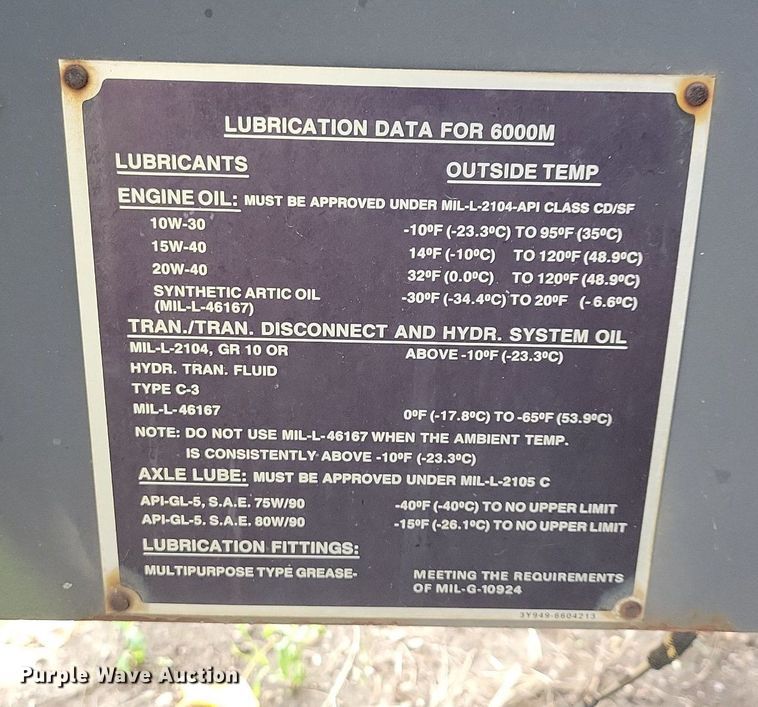 LUBRICATION DATA FOR 6000M
LUBRICANTS OUTSIDE TEMP
ENGINE OIL: MUST BE APPROVED UNDER MIL-L-2104-API CLASS CD/SF
10W-30 -10ºF (-23.3ºC) TO 95ºF (35ºC)
15W-40 14ºF (-10ºC) TO 120ºF (48.9ºC)
20W-40 32ºF (0.0ºC) TO 120ºF (48.9ºC)
SYNTHETIC ARTIC OIL -30ºF (-34.4ºC) TO 20ºF (-6.6ºC)
(MIL-L-46167)
TRAN./TRAN. DISCONNECT AND HYDR. SYSTEM OIL
MIL-L-2104, GR 10 OR ABOVE -10ºF (-23.3ºC)
HYDR. TRAN. FLUID
TYPE C-3
MIL-L-46167 0ºF (-17.8ºC) TO -65ºF (53.9ºC)
NOTE: DO NOT USE MIL-L-46167 WHEN THE AMBIENT TEMP.
IS CONSISTENTLY ABOVE -10ºF (-23.3ºC)
AXLE LUBE: MUST BE APPROVED UNDER MIL-L-2105 C
API-GL-5, S.A.E. 75W/90 -40ºF (-40ºC) TO NO UPPER LIMIT
API-GL-5. S.A.E. 80W/90 -15ºF (-26.1ºC) TO NO UPPER LIMIT
LUBRICATION FITTINGS:
MULTIPURPOSE TYPE GREASE- MEETING THE REQUIREMENTS
OF MIL-G-10924
3Y949-6604213
Purple Wave Auction